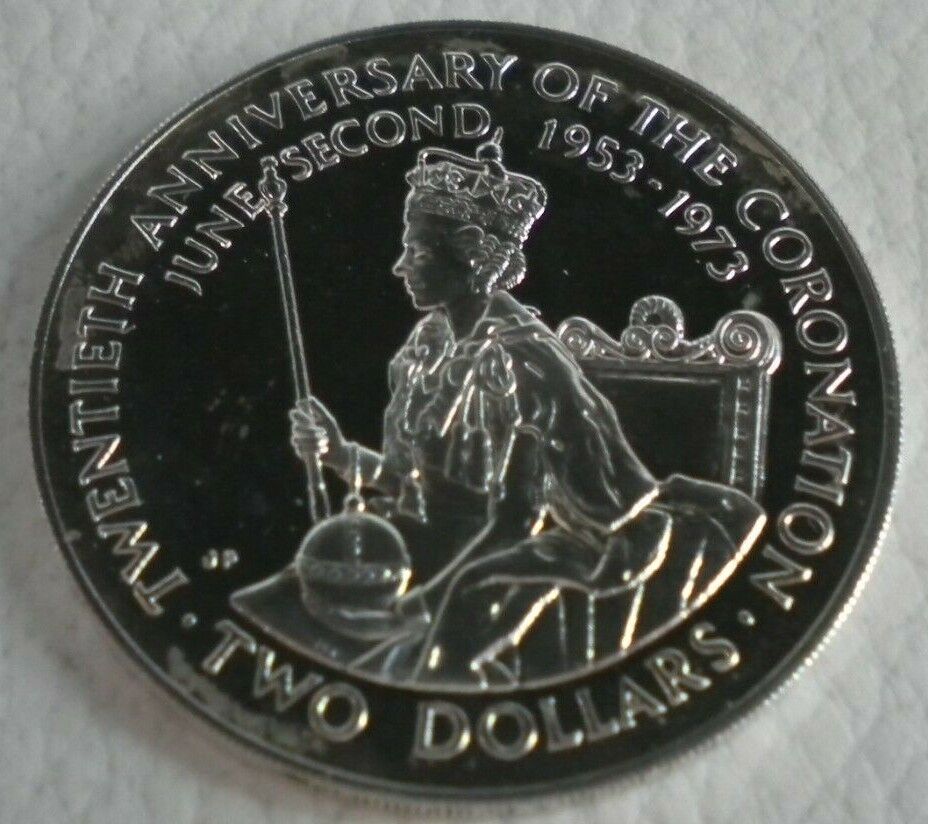 TWENTIETH ANNIVERSARY OF THE CORONATION
JUNE SECOND 1953-1973
JP
· TWO DOLLARS ·